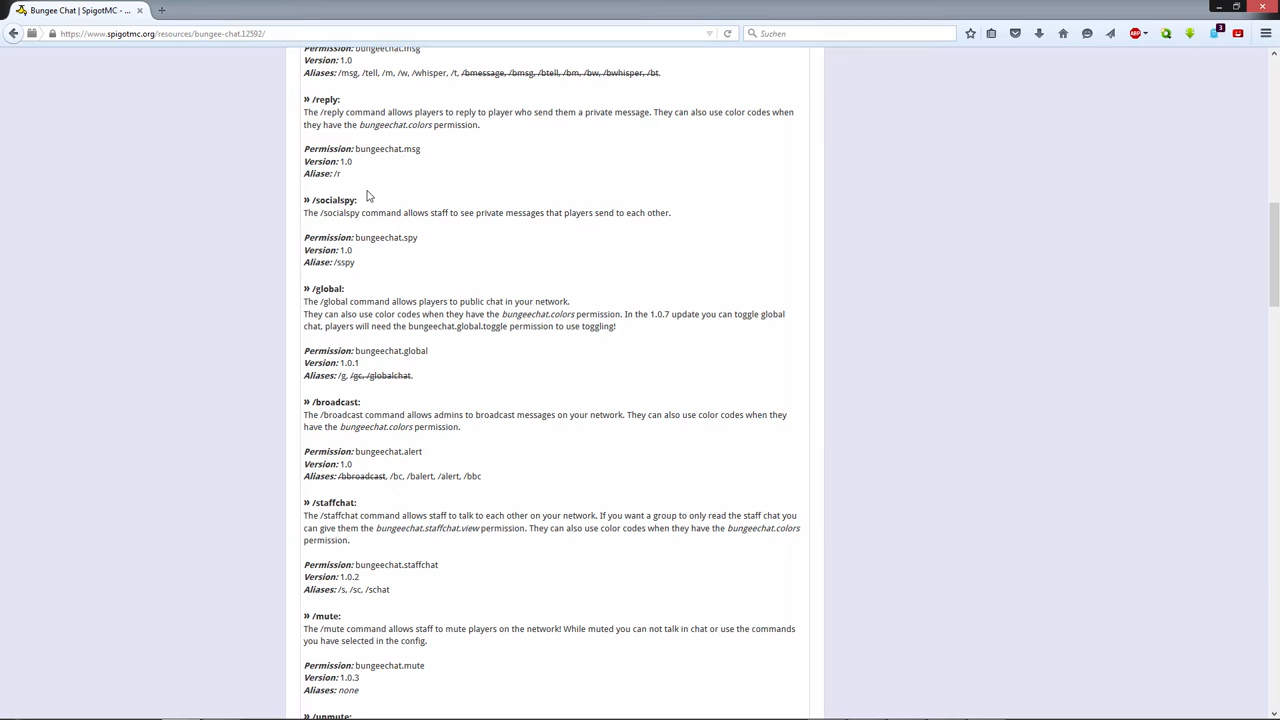 Bungee Chat | SpigotMC - ...
https://www.spigotmc.org/resources/bungee-chat.12592/
Suchen
ABP
3
Permission: bungeechat.msg
Version: 1.0
Aliases: /msg, /tell, /m, /w, /whisper, /t, /bmessage, /bmsg, /btell, /bm, /bw, /bwhisper, /bt.
» /reply:
The /reply command allows players to reply to player who send them a private message. They can also use color codes when
they have the bungeechat.colors permission.
Permission: bungeechat.msg
Version: 1.0
Alias: /r
» /socialspy:
The /socialspy command allows staff to see private messages that players send to each other.
Permission: bungeechat.spy
Version: 1.0
Alias: /sspy
» /global:
The /global command allows players to public chat in your network.
They can also use color codes when they have the bungeechat.colors permission. In the 1.0.7 update you can toggle global
chat, players will need the bungeechat.global.toggle permission to use toggling!
Permission: bungeechat.global
Version: 1.0.1
Aliases: /g, /gc, /globalchat.
» /broadcast:
The /broadcast command allows admins to broadcast messages on your network. They can also use color codes when they
have the bungeechat.colors permission.
Permission: bungeechat.alert
Version: 1.0
Aliases: /bbroadcast, /bc, /balert, /alert, /bbc
» /staffchat:
The /staffchat command allows staff to talk to each other on your network. If you want a group to only read the staff chat you
can give them the bungeechat.staffchat.view permission. They can also use color codes when they have the bungeechat.colors
permission.
Permission: bungeechat.staffchat
Version: 1.0.2
Aliases: /s, /sc, /schat
» /mute:
The /mute command allows staff to mute players on the network! While muted you can not talk in chat or use the commands
you have selected in the config.
Permission: bungeechat.mute
Version: 1.0.3
Aliases: none
» /unmute: